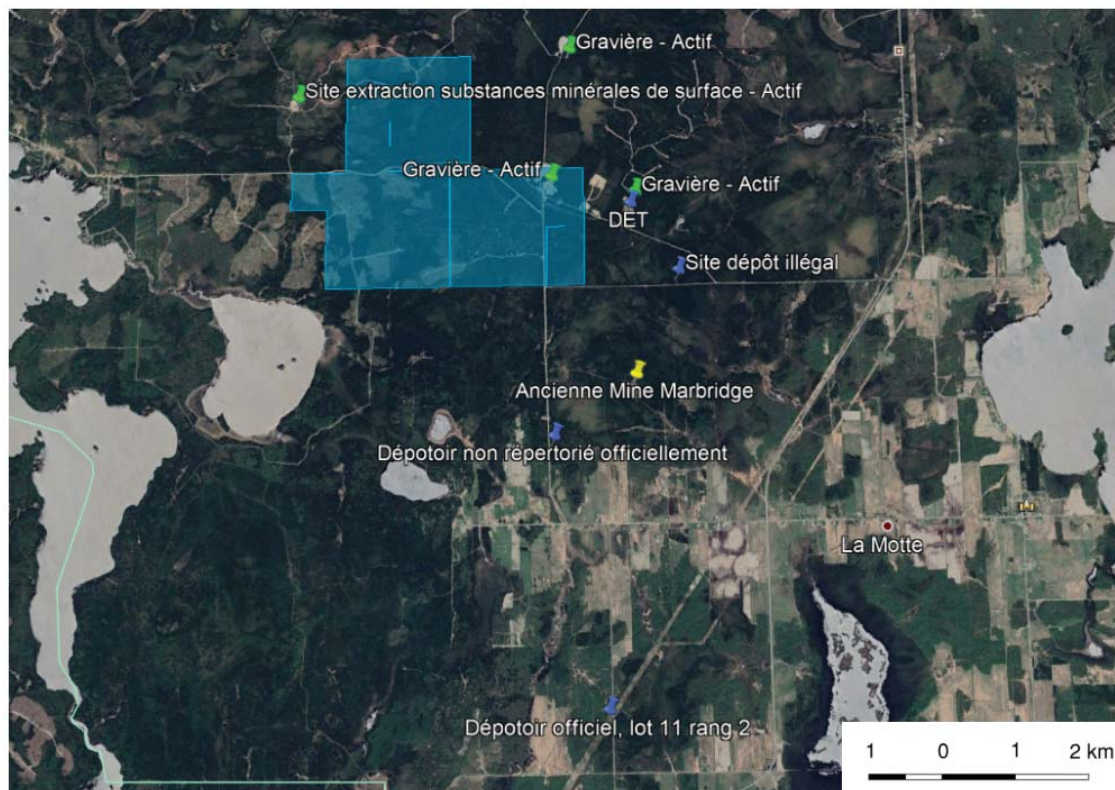 Gravière - Actif
Site extraction substances minérales de surface - Actif
Gravière - Actif
Gravière - Actif
DET
Site dépôt illégal
Ancienne Mine Marbridge
Dépotoir non répertorié officiellement
La Motte
Dépotoir officiel, lot 11 rang 2
1 0 1 2 km